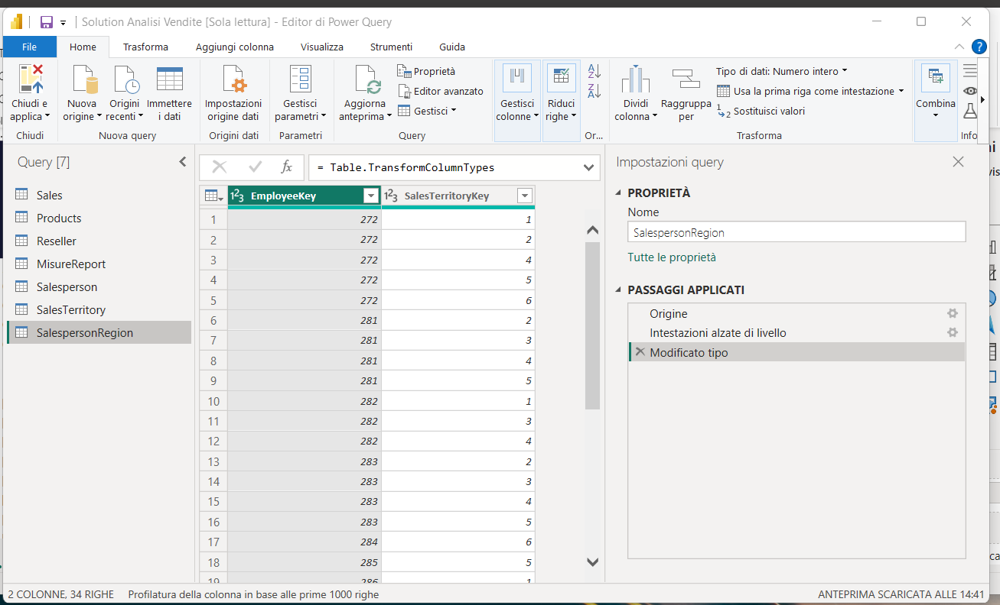 Solution Analisi Vendite [Sola lettura] - Editor di Power Query
File Home Trasforma Aggiungi colonna Visualizza Strumenti Guida ?
Chiudi e applica
Chiudi
Nuova origine
Origini recenti
Immettere i dati
Nuova query
Impostazioni origine dati
Origini dati
Gestisci parametri
Parametri
Aggiorna anteprima
Proprietà
Editor avanzato
Gestisci
Query
Gestisci colonne
Riduci righe
A Z
Z A
Or...
Dividi colonna
Raggruppa per
Tipo di dati: Numero intero
Usa la prima riga come intestazione
1 2 Sostituisci valori
Trasforma
Combina
Info
Query [7]
Sales
Products
Reseller
MisureReport
Salesperson
SalesTerritory
SalespersonRegion
fx = Table.TransformColumnTypes
1 2 3 EmployeeKey 1 2 3 SalesTerritoryKey
1 272 1
2 272 2
3 272 4
4 272 5
5 272 6
6 281 2
7 281 3
8 281 4
9 281 5
10 282 1
11 282 3
12 282 4
13 283 2
14 283 3
15 283 4
16 283 5
17 284 6
18 285 5
19 286 1
Impostazioni query
PROPRIETÀ
Nome
SalespersonRegion
Tutte le proprietà
PASSAGGI APPLICATI
Origine
Intestazioni alzate di livello
Modificato tipo
2 COLONNE, 34 RIGHE Profilatura della colonna in base alle prime 1000 righe ANTEPRIMA SCARICATA ALLE 14:41